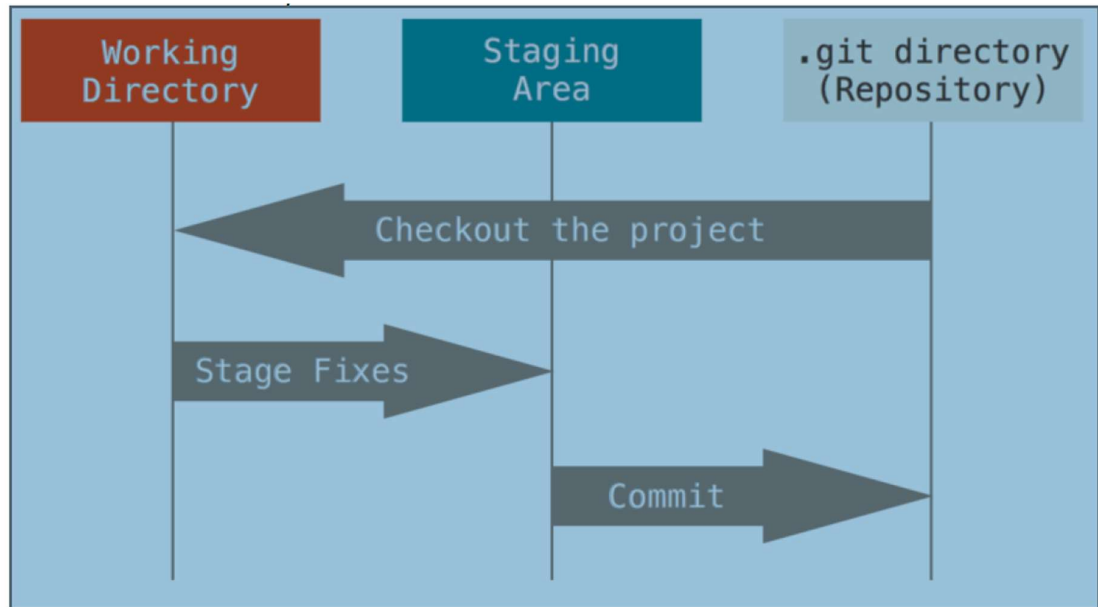 Working
Directory
Staging
Area
.git directory
(Repository)
Checkout the project
Stage Fixes
Commit